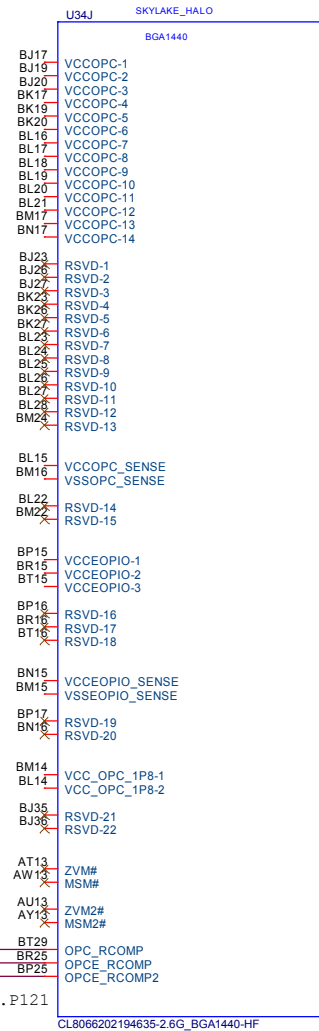 U34J SKYLAKE_HALO
BGA1440
BJ17 VCCOPC-1
BJ19 VCCOPC-2
BJ20 VCCOPC-3
BK17 VCCOPC-4
BK19 VCCOPC-5
BK20 VCCOPC-6
BL16 VCCOPC-7
BL17 VCCOPC-8
BL18 VCCOPC-9
BL19 VCCOPC-10
BL20 VCCOPC-11
BL21 VCCOPC-12
BM17 VCCOPC-13
BN17 VCCOPC-14
BJ23 RSVD-1
BJ26 RSVD-2
BJ27 RSVD-3
BK23 RSVD-4
BK26 RSVD-5
BK27 RSVD-6
BL23 RSVD-7
BL24 RSVD-8
BL25 RSVD-9
BL26 RSVD-10
BL27 RSVD-11
BL28 RSVD-12
BM24 RSVD-13
BL15 VCCOPC_SENSE
BM16 VSSOPC_SENSE
BL22 RSVD-14
BM22 RSVD-15
BP15 VCCEOPIO-1
BR15 VCCEOPIO-2
BT15 VCCEOPIO-3
BP16 RSVD-16
BR16 RSVD-17
BT16 RSVD-18
BN15 VCCEOPIO_SENSE
BM15 VSSEOPIO_SENSE
BP17 RSVD-19
BN16 RSVD-20
BM14 VCC_OPC_1P8-1
BL14 VCC_OPC_1P8-2
BJ35 RSVD-21
BJ36 RSVD-22
AT13 ZVM#
AW13 MSM#
AU13 ZVM2#
AY13 MSM2#
BT29 OPC_RCOMP
BR25 OPCE_RCOMP
BP25 OPCE_RCOMP2
.P121
CL8066202194635-2.6G_BGA1440-HF